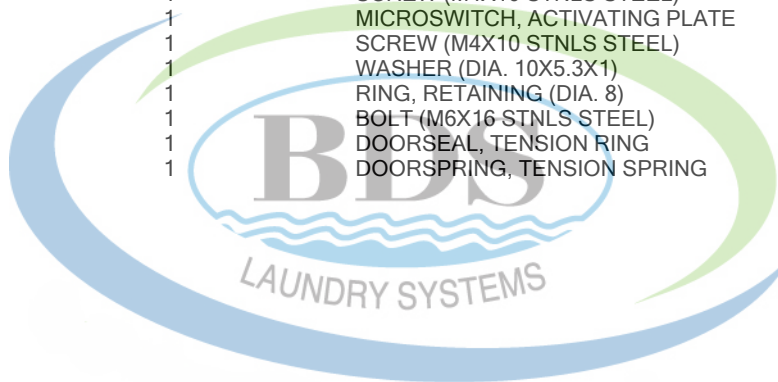 1 MICROSWITCH, ACTIVATING PLATE
1 SCREW (M4X10 STNLS STEEL)
1 WASHER (DIA. 10X5.3X1)
1 RING, RETAINING (DIA. 8)
1 BOLT (M6X16 STNLS STEEL)
1 DOORSEAL, TENSION RING
1 DOORSPRING, TENSION SPRING
BDS
LAUNDRY SYSTEMS